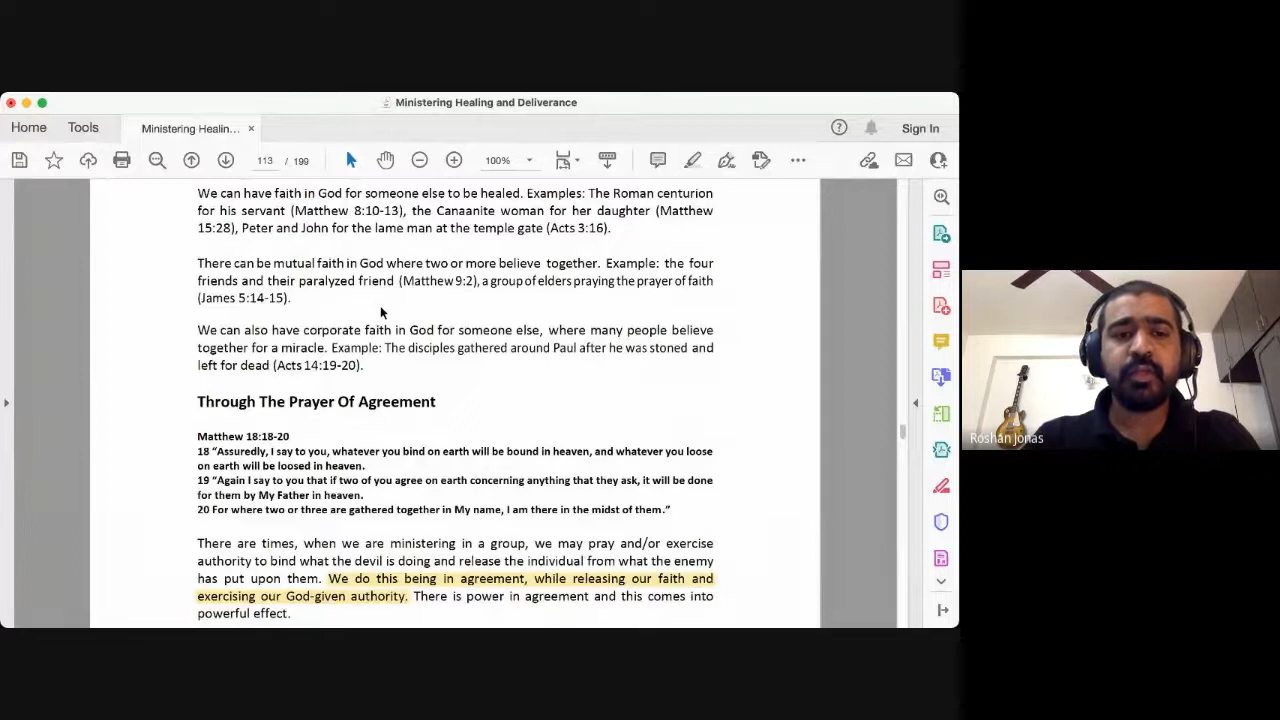 Ministering Healing and Deliverance
Home
Tools
Ministering Healin...
×
Sign In
113 / 199
100%
We can have faith in God for someone else to be healed. Examples: The Roman centurion
for his servant (Matthew 8:10-13), the Canaanite woman for her daughter (Matthew
15:28), Peter and John for the lame man at the temple gate (Acts 3:16).
There can be mutual faith in God where two or more believe together. Example: the four
friends and their paralyzed friend (Matthew 9:2), a group of elders praying the prayer of faith
(James 5:14-15).
We can also have corporate faith in God for someone else, where many people believe
together for a miracle. Example: The disciples gathered around Paul after he was stoned and
left for dead (Acts 14:19-20).
Through The Prayer Of Agreement
Matthew 18:18-20
18 “Assuredly, I say to you, whatever you bind on earth will be bound in heaven, and whatever you loose
on earth will be loosed in heaven.
19 “Again I say to you that if two of you agree on earth concerning anything that they ask, it will be done
for them by My Father in heaven.
20 For where two or three are gathered together in My name, I am there in the midst of them.”
There are times, when we are ministering in a group, we may pray and/or exercise
authority to bind what the devil is doing and release the individual from what the enemy
has put upon them. We do this being in agreement, while releasing our faith and
exercising our God-given authority. There is power in agreement and this comes into
powerful effect.
Roshan Jonas